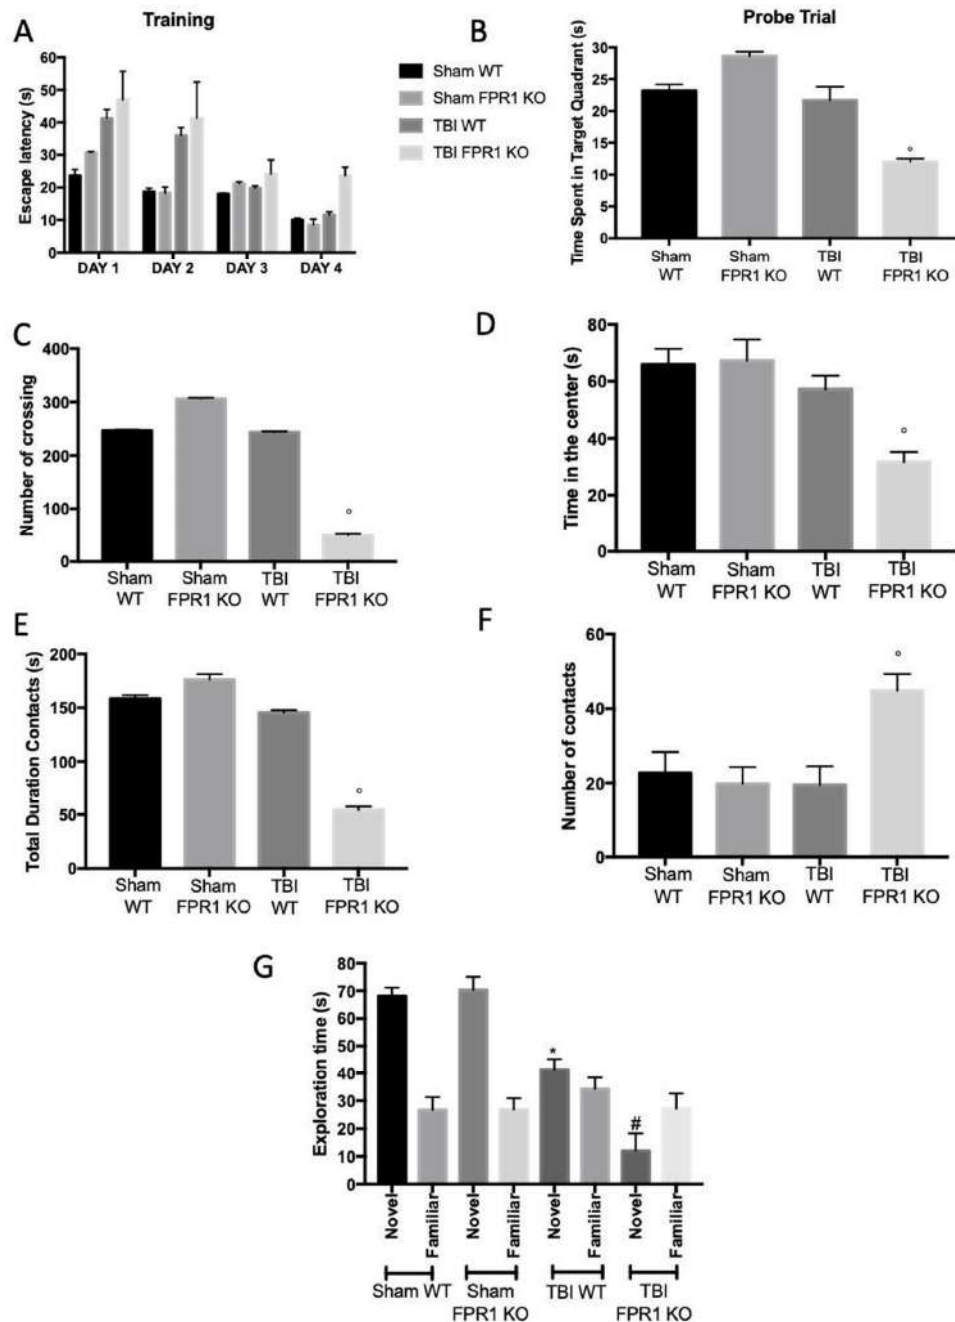 A
Training
Escape latency (s)
60
50
40
30
20
10
0
DAY 1 DAY 2 DAY 3 DAY 4
Sham WT
Sham FPR1 KO
TBI WT
TBI FPR1 KO
B
Probe Trial
Time Spent in Target Quadrant (s)
30
25
20
15
10
5
0
°
Sham Sham TBI TBI
WT FPR1 KO WT FPR1 KO
C
Number of crossing
400
300
200
100
0
°
Sham Sham TBI TBI
WT FPR1 KO WT FPR1 KO
D
Time in the center (s)
80
60
40
20
0
°
Sham Sham TBI TBI
WT FPR1 KO WT FPR1 KO
E
Total Duration Contacts (s)
200
150
100
50
0
°
Sham Sham TBI TBI
WT FPR1 KO WT FPR1 KO
F
Number of contacts
60
40
20
0
°
Sham Sham TBI TBI
WT FPR1 KO WT FPR1 KO
G
Exploration time (s)
80
70
60
50
40
30
20
10
0
*
#
Novel Familiar Novel Familiar Novel Familiar Novel Familiar
Sham WT Sham TBI WT TBI
FPR1 KO FPR1 KO